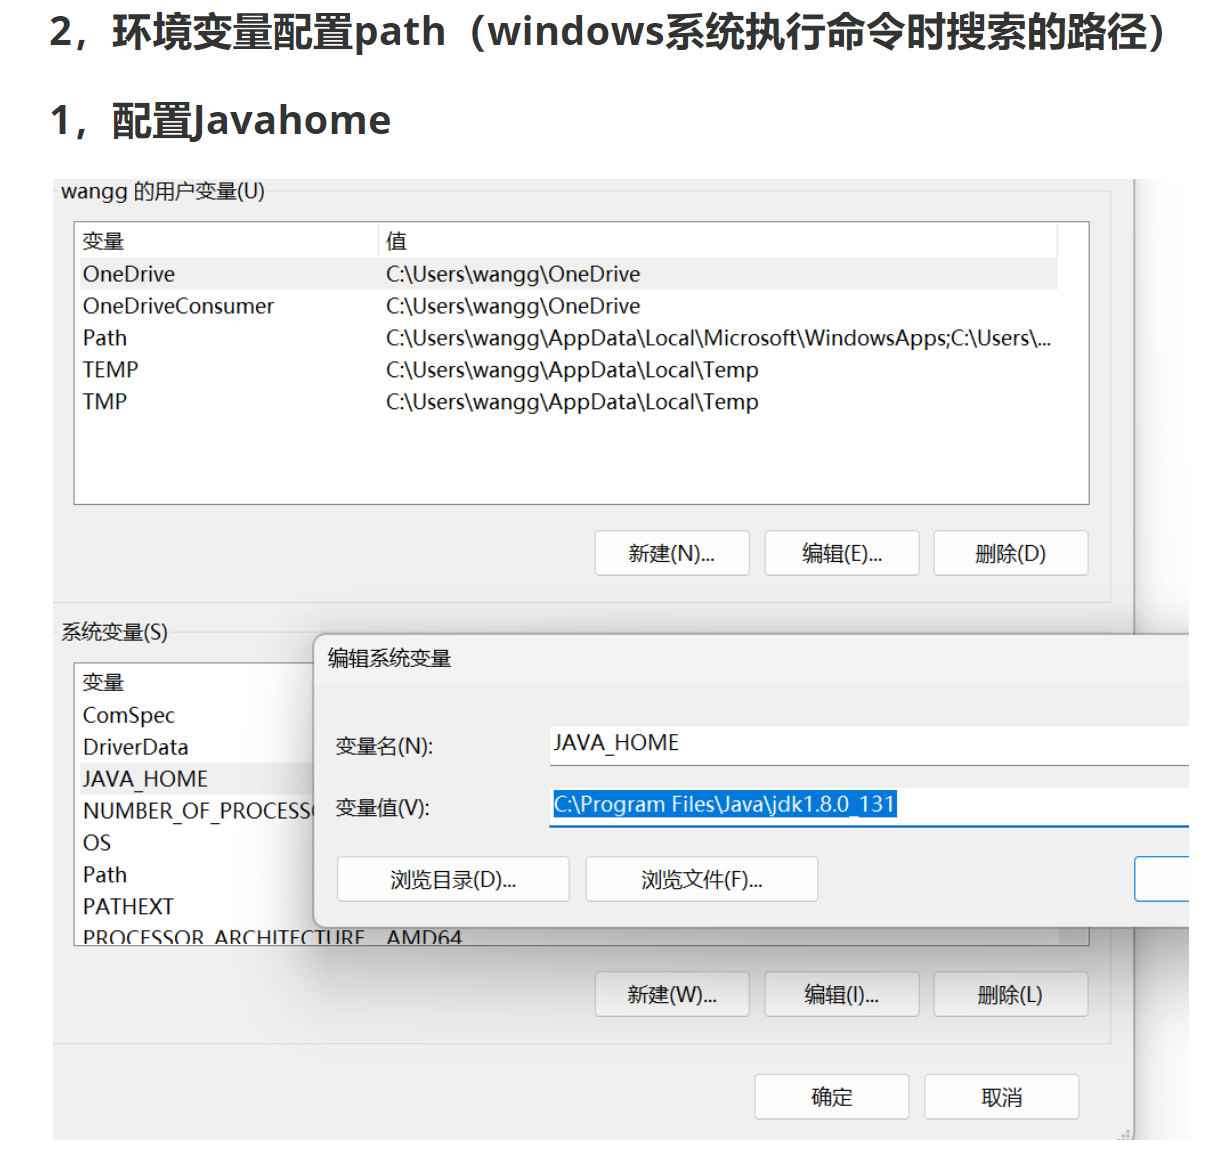 2，环境变量配置path（windows系统执行命令时搜索的路径）
1，配置Javahome
wangg 的用户变量(U)
变量 值
OneDrive C:\Users\wangg\OneDrive
OneDriveConsumer C:\Users\wangg\OneDrive
Path C:\Users\wangg\AppData\Local\Microsoft\WindowsApps;C:\Users\...
TEMP C:\Users\wangg\AppData\Local\Temp
TMP C:\Users\wangg\AppData\Local\Temp
新建(N)... 编辑(E)... 删除(D)
系统变量(S)
变量
ComSpec
DriverData
JAVA_HOME
NUMBER_OF_PROCESSO
OS
Path
PATHEXT
PROCESSOR_ARCHITECTURE AMD64
编辑系统变量
变量名(N): JAVA_HOME
变量值(V): C:\Program Files\Java\jdk1.8.0_131
浏览目录(D)... 浏览文件(F)...
新建(W)... 编辑(I)... 删除(L)
确定 取消